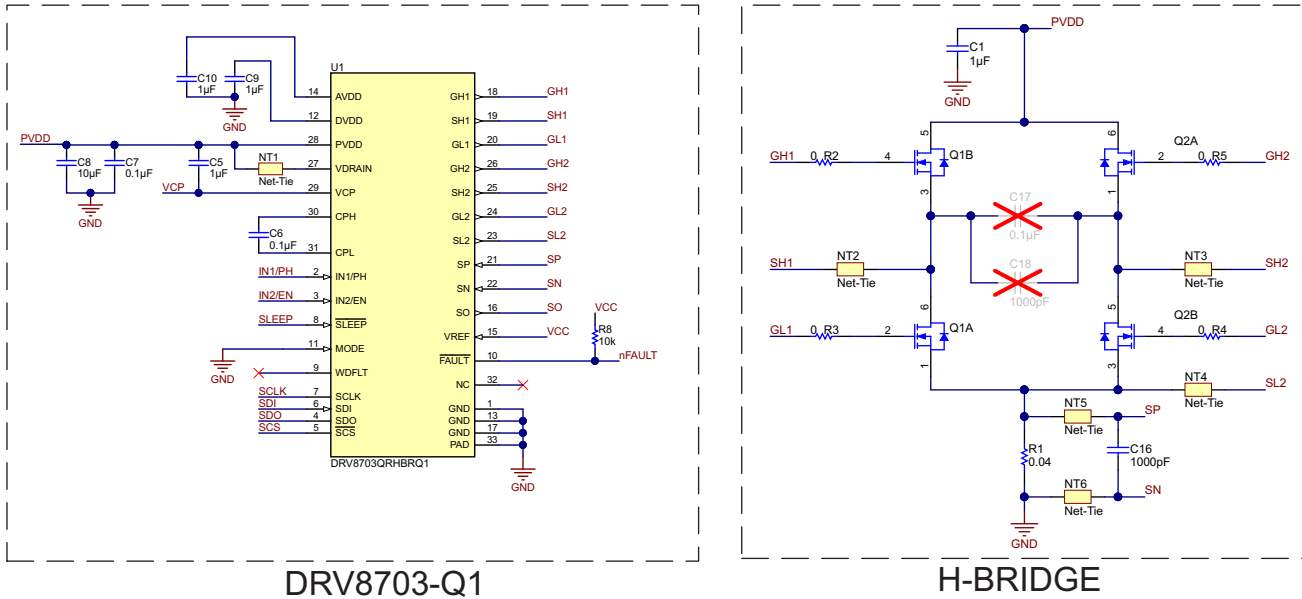 U1
C10
1µF
C9
1µF
GND
14 AVDD
12 DVDD
28 PVDD
27 VDRAIN
29 VCP
30 CPH
31 CPL
2 IN1/PH
3 IN2/EN
8 SLEEP
11 MODE
9 WDFLT
7 SCLK
6 SDI
4 SDO
5 SCS
GH1 18 GH1
SH1 19 SH1
GL1 20 GL1
GH2 26 GH2
SH2 25 SH2
GL2 24 GL2
SL2 23 SL2
SP 21 SP
SN 22 SN
SO 16 SO
VREF 15 VCC
FAULT 10 nFAULT
NC 32
GND 1
GND 13
GND 17
PAD 33
DRV8703QRHBRQ1
PVDD
C8
10µF
C7
0.1µF
C5
1µF
NT1
Net-Tie
VCP
GND
C6
0.1µF
IN1/PH
IN2/EN
SLEEP
GND
SCLK
SDI
SDO
SCS
VCC
R8
10k
GND
DRV8703-Q1
PVDD
C1
1µF
GND
5
6
GH1 0 R2 4
Q1B
Q2A
2 0 R5 GH2
3
1
C17
0.1µF
C18
1000pF
SH1
NT2
Net-Tie
NT3
Net-Tie
SH2
6
5
GL1 0 R3 2
Q1A
Q2B
4 0 R4 GL2
1
3
NT4
Net-Tie
SL2
NT5
Net-Tie
SP
R1
0.04
C16
1000pF
NT6
Net-Tie
SN
GND
H-BRIDGE